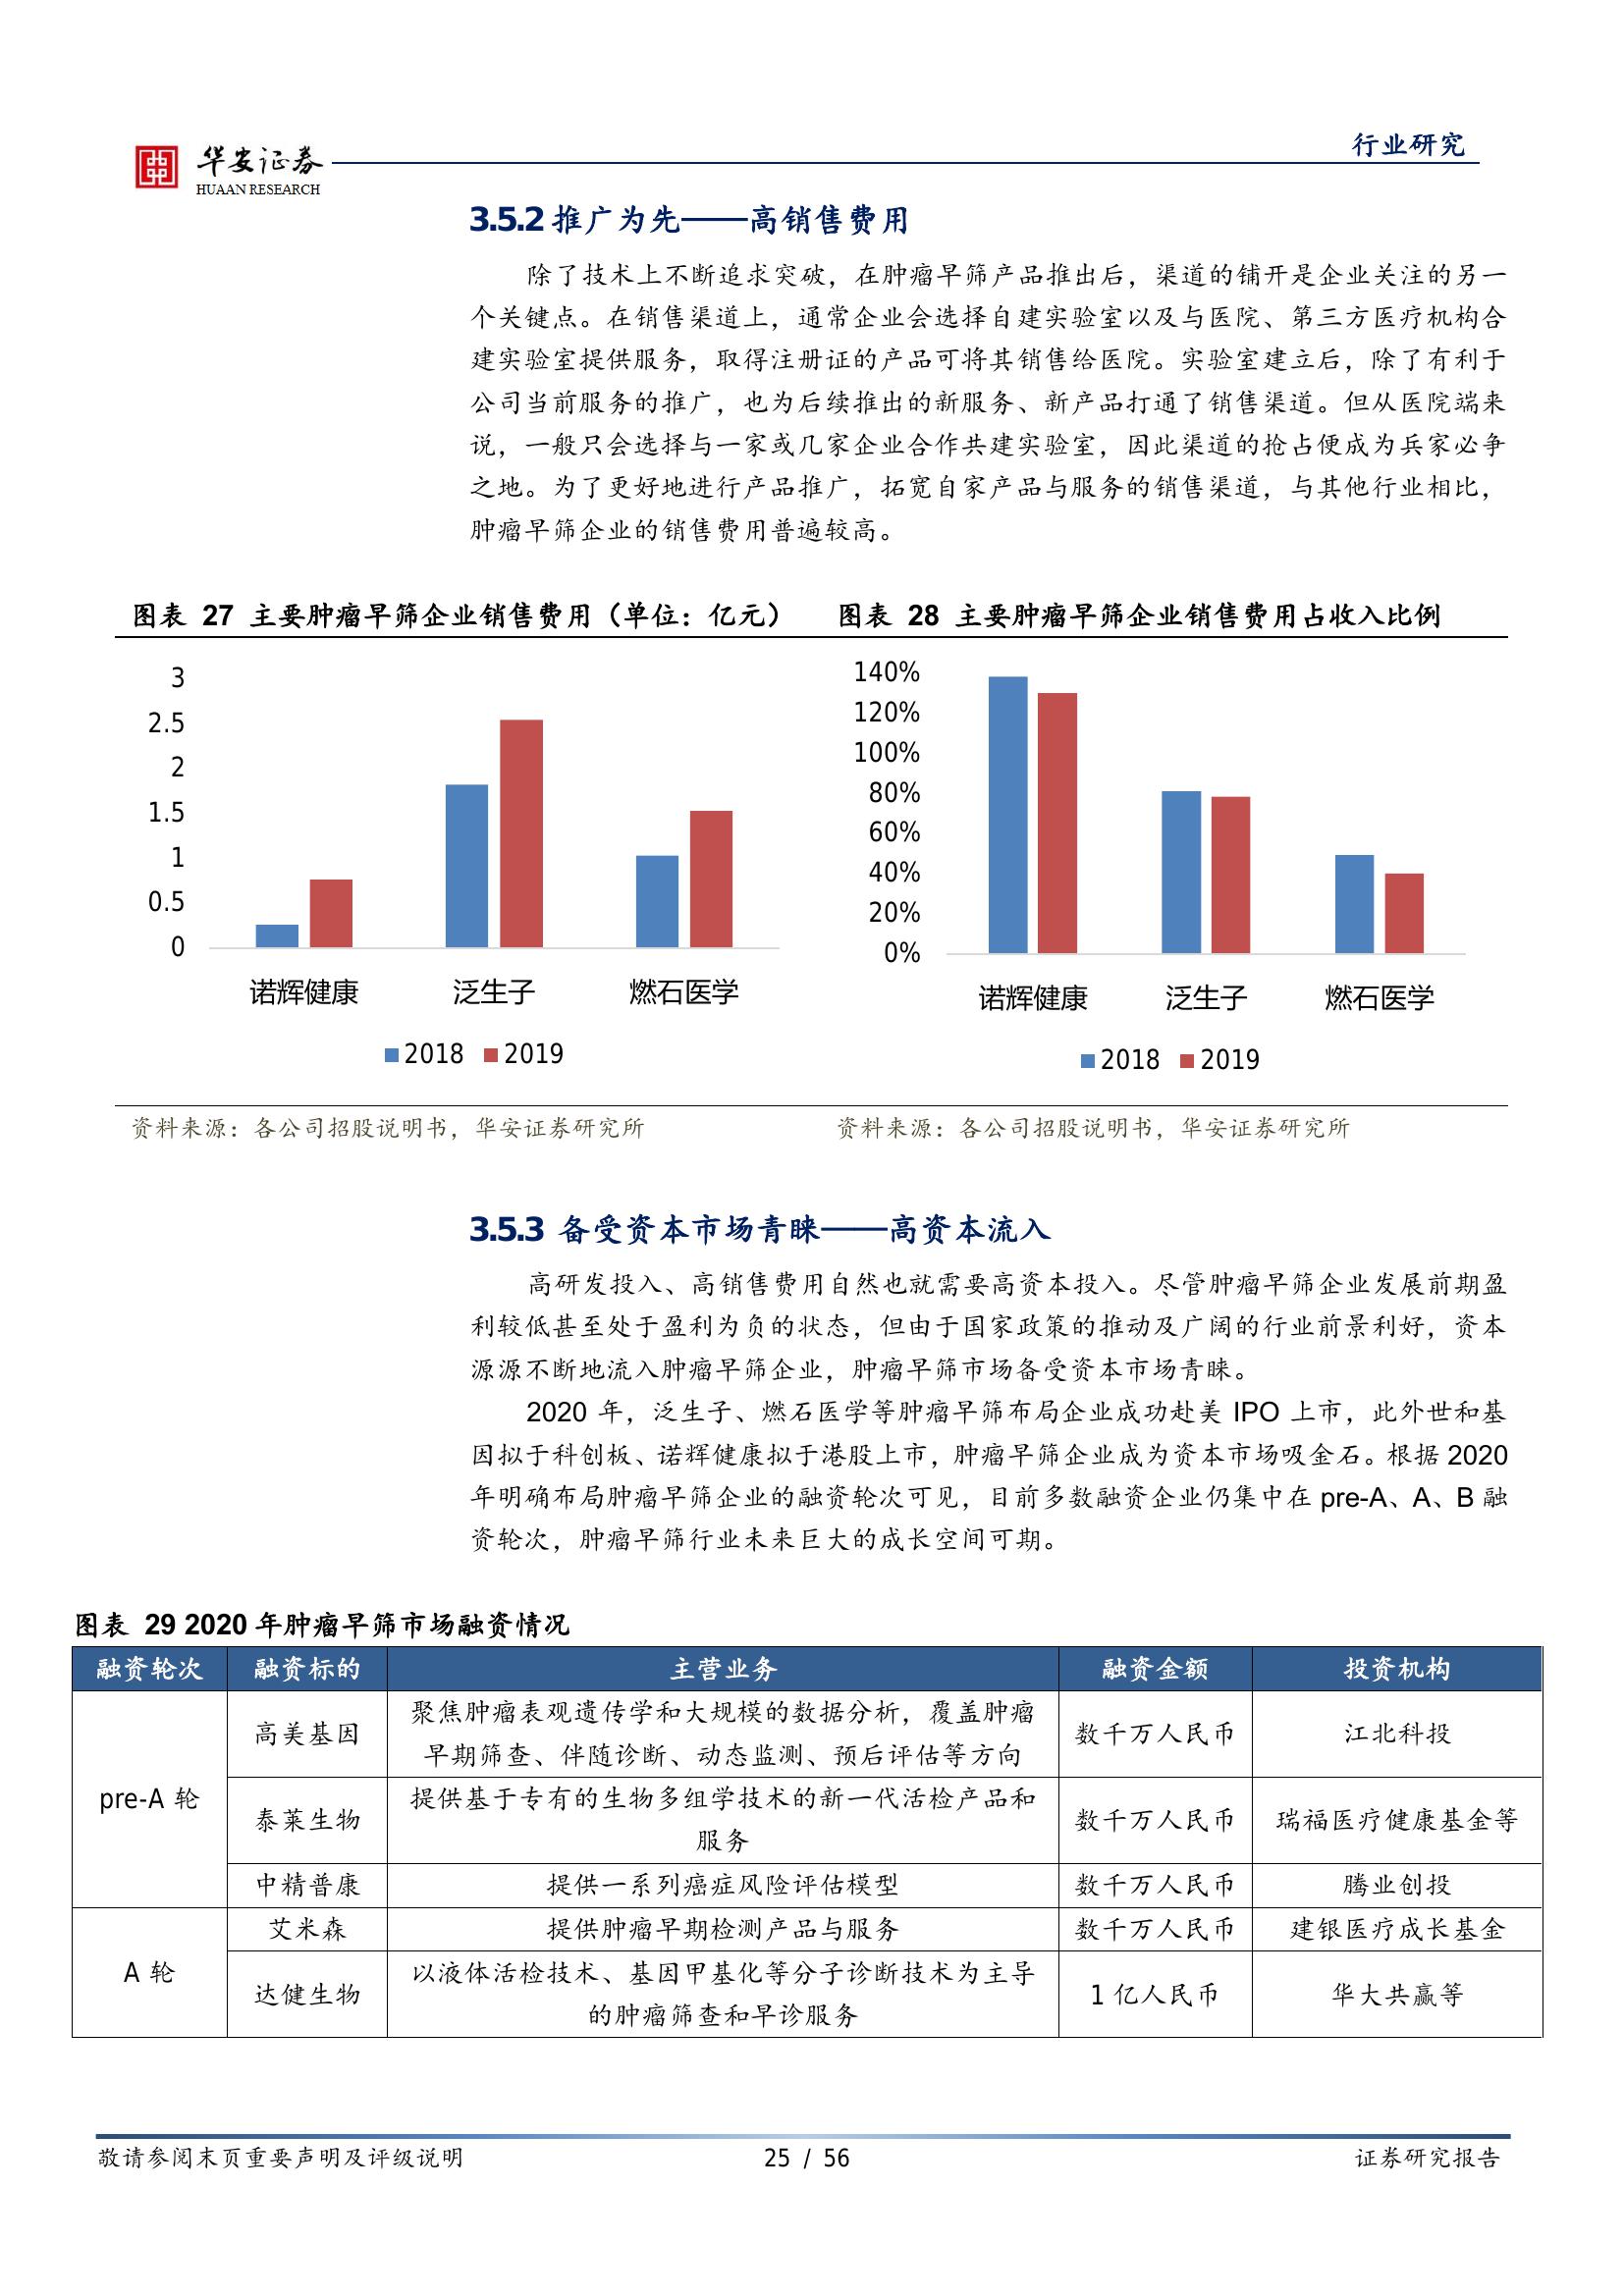 华安证券
HUAAN RESEARCH
行业研究
3.5.2 推广为先——高销售费用
除了技术上不断追求突破，在肿瘤早筛产品推出后，渠道的铺开是企业关注的另一
个关键点。在销售渠道上，通常企业会选择自建实验室以及与医院、第三方医疗机构合
建实验室提供服务，取得注册证的产品可将其销售给医院。实验室建立后，除了有利于
公司当前服务的推广，也为后续推出的新服务、新产品打通了销售渠道。但从医院端来
说，一般只会选择与一家或几家企业合作共建实验室，因此渠道的抢占便成为兵家必争
之地。为了更好地进行产品推广，拓宽自家产品与服务的销售渠道，与其他行业相比，
肿瘤早筛企业的销售费用普遍较高。
图表 27 主要肿瘤早筛企业销售费用（单位：亿元）
3
2.5
2
1.5
1
0.5
0
诺辉健康 泛生子 燃石医学
2018 2019
资料来源：各公司招股说明书，华安证券研究所
图表 28 主要肿瘤早筛企业销售费用占收入比例
140%
120%
100%
80%
60%
40%
20%
0%
诺辉健康 泛生子 燃石医学
2018 2019
资料来源：各公司招股说明书，华安证券研究所
3.5.3 备受资本市场青睐——高资本流入
高研发投入、高销售费用自然也就需要高资本投入。尽管肿瘤早筛企业发展前期盈
利较低甚至处于盈利为负的状态，但由于国家政策的推动及广阔的行业前景利好，资本
源源不断地流入肿瘤早筛企业，肿瘤早筛市场备受资本市场青睐。
2020 年，泛生子、燃石医学等肿瘤早筛布局企业成功赴美 IPO 上市，此外世和基
因拟于科创板、诺辉健康拟于港股上市，肿瘤早筛企业成为资本市场吸金石。根据 2020
年明确布局肿瘤早筛企业的融资轮次可见，目前多数融资企业仍集中在 pre-A、A、B 融
资轮次，肿瘤早筛行业未来巨大的成长空间可期。
图表 29 2020 年肿瘤早筛市场融资情况
融资轮次 融资标的 主营业务 融资金额 投资机构
pre-A 轮
高美基因
聚焦肿瘤表观遗传学和大规模的数据分析，覆盖肿瘤
早期筛查、伴随诊断、动态监测、预后评估等方向
数千万人民币
江北科投
泰莱生物
提供基于专有的生物多组学技术的新一代活检产品和
服务
数千万人民币
瑞福医疗健康基金等
中精普康 提供一系列癌症风险评估模型 数千万人民币 腾业创投
A 轮
艾米森 提供肿瘤早期检测产品与服务 数千万人民币 建银医疗成长基金
达健生物
以液体活检技术、基因甲基化等分子诊断技术为主导
的肿瘤筛查和早诊服务
1 亿人民币
华大共赢等
敬请参阅末页重要声明及评级说明 25 / 56 证券研究报告